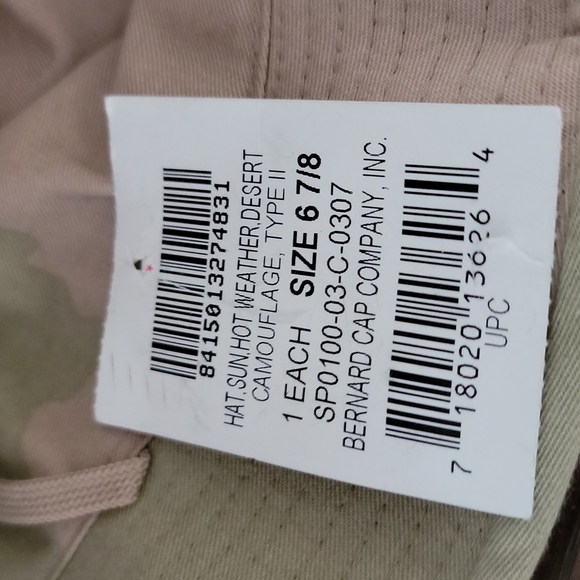 8415013274831
HAT,SUN,HOT WEATHER,DESERT
CAMOUFLAGE, TYPE II
1 EACH SIZE 6 7/8
SP0100-03-C-0307
BERNARD CAP COMPANY, INC.
7 18020 13626 4
UPC